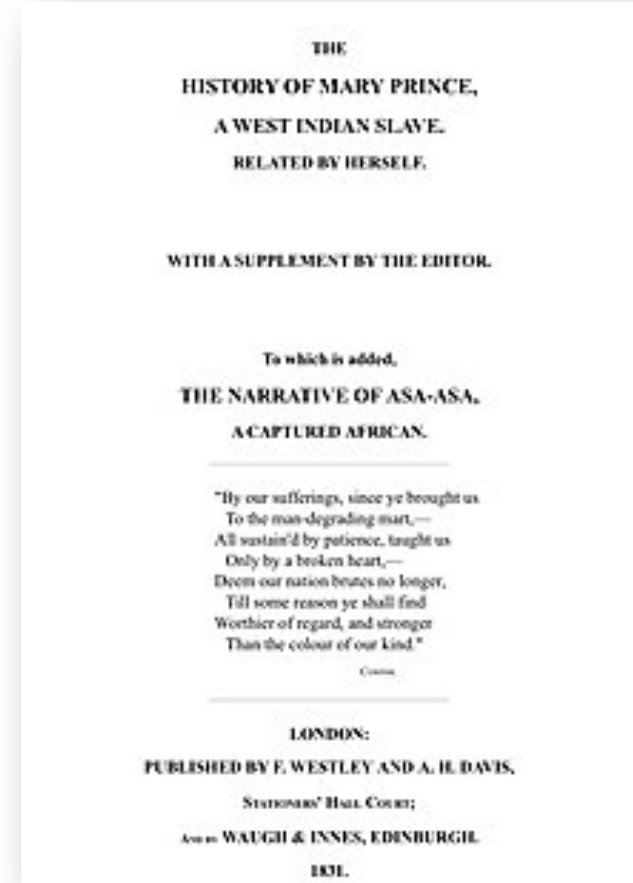 THE
HISTORY OF MARY PRINCE,
A WEST INDIAN SLAVE.
RELATED BY HERSELF.
WITH A SUPPLEMENT BY THE EDITOR.
To which is added,
THE NARRATIVE OF ASA-ASA,
A CAPTURED AFRICAN.
"By our sufferings, since ye brought us
To the man-degrading mart,—
All sustain'd by patience, taught us
Only by a broken heart,—
Deem our nation brutes no longer,
Till some reason ye shall find
Worthier of regard, and stronger
Than the colour of our kind."
Cowper.
LONDON:
PUBLISHED BY F. WESTLEY AND A. H. DAVIS,
STATIONERS' HALL COURT;
AND BY WAUGH & INNES, EDINBURGH.
1831.